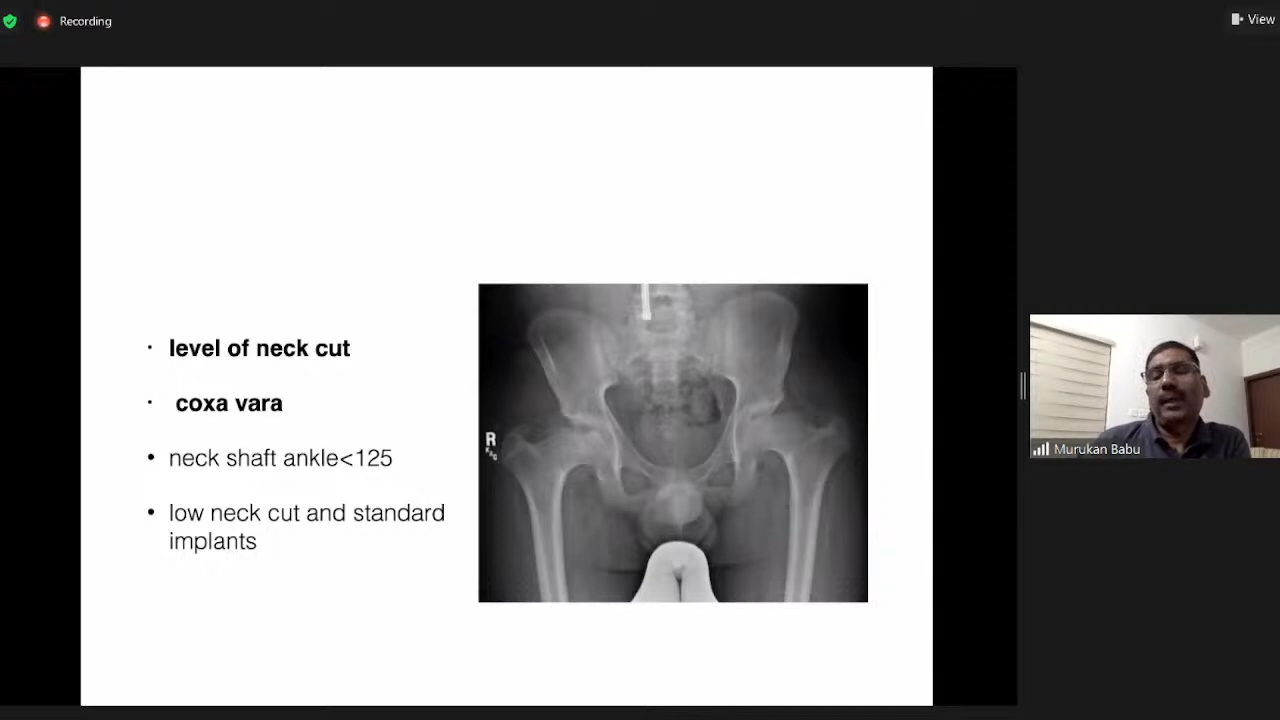 Recording
View
· level of neck cut
· coxa vara
• neck shaft ankle<125
• low neck cut and standard
implants
R
Murukan Babu